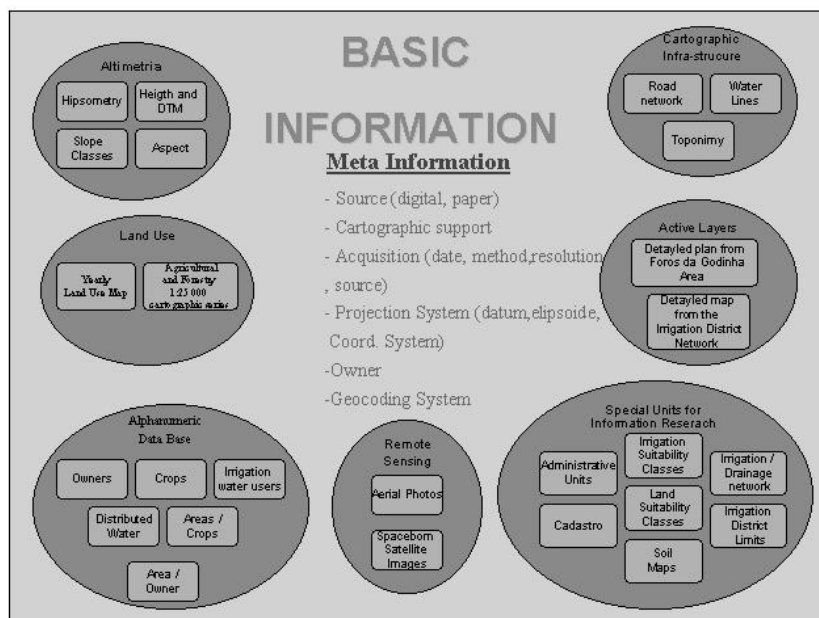 BASIC
INFORMATION
Meta Information
- Source (digital, paper)
- Cartographic support
- Acquisition (date, method,resolution
, source)
- Projection System (datum,elipsoide,
Coord. System)
-Owner
-Geocoding System
Altimetria
Hipsometry
Heigth and
DTM
Slope
Classes
Aspect
Cartographic
Infra-strucure
Road
network
Water
Lines
Toponimy
Land Use
Yearly
Land Use Map
Agricultural
and Forestry
1:25 000
cartographic series
Active Layers
Detayled plan from
Foros da Godinha
Area
Detayled map
from the
Irrigation District
Network
Alphanumeric
Data Base
Owners
Crops
Irrigation
water users
Distributed
Water
Areas /
Crops
Area /
Owner
Remote
Sensing
Aerial Photos
Spaceborn
Satellite
Images
Special Units for
Information Reserach
Administrative
Units
Irrigation
Suitability
Classes
Irrigation /
Drainage
network
Cadastro
Land
Suitability
Classes
Irrigation
District
Limits
Soil
Maps